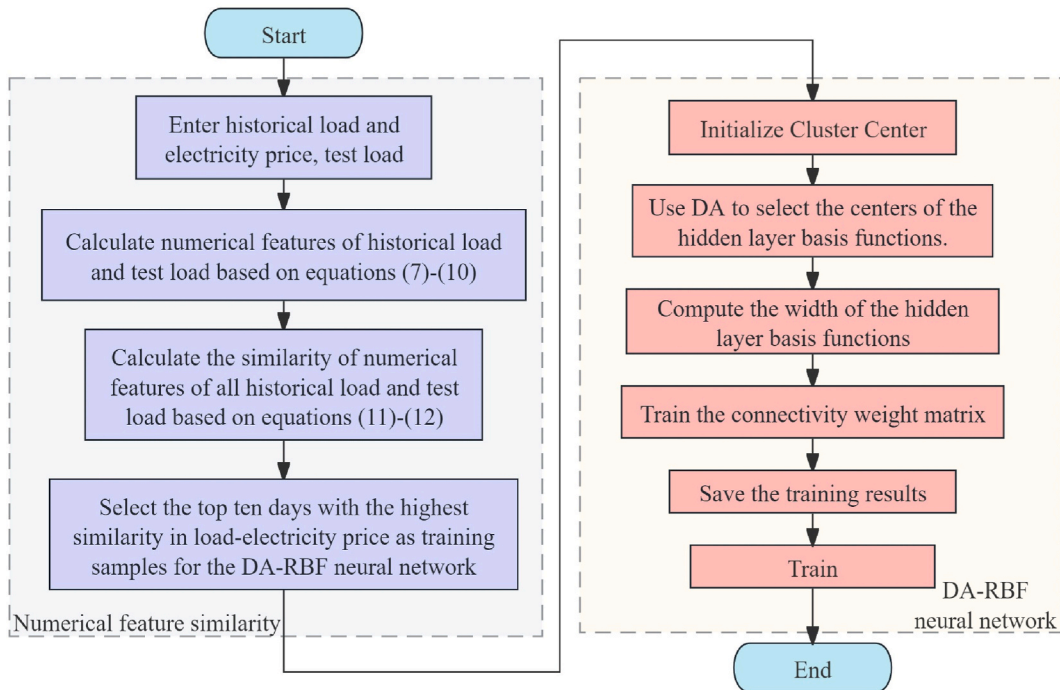 Start
Enter historical load and
electricity price, test load
Calculate numerical features of historical load
and test load based on equations (7)-(10)
Calculate the similarity of numerical
features of all historical load and test
load based on equations (11)-(12)
Select the top ten days with the highest
similarity in load-electricity price as training
samples for the DA-RBF neural network
Numerical feature similarity
Initialize Cluster Center
Use DA to select the centers of the
hidden layer basis functions.
Compute the width of the hidden
layer basis functions
Train the connectivity weight matrix
Save the training results
Train
DA-RBF
neural network
End